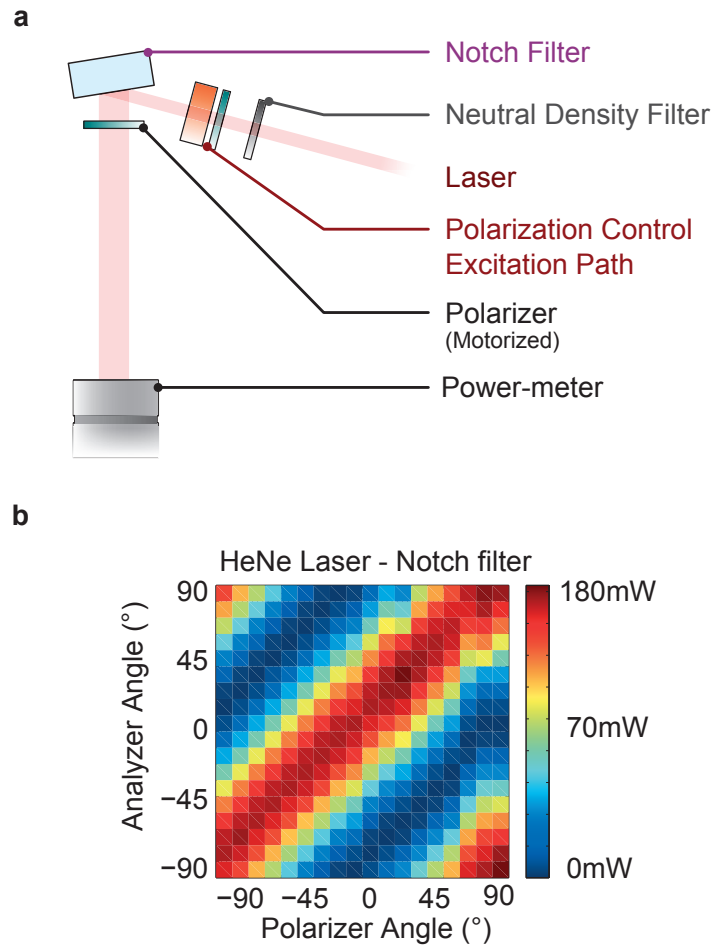 a
Notch Filter
Neutral Density Filter
Laser
Polarization Control
Excitation Path
Polarizer
(Motorized)
Power-meter
b
HeNe Laser - Notch filter
90
45
0
−45
−90
Analyzer Angle (°)
−90 −45 0 45 90
Polarizer Angle (°)
180mW
70mW
0mW